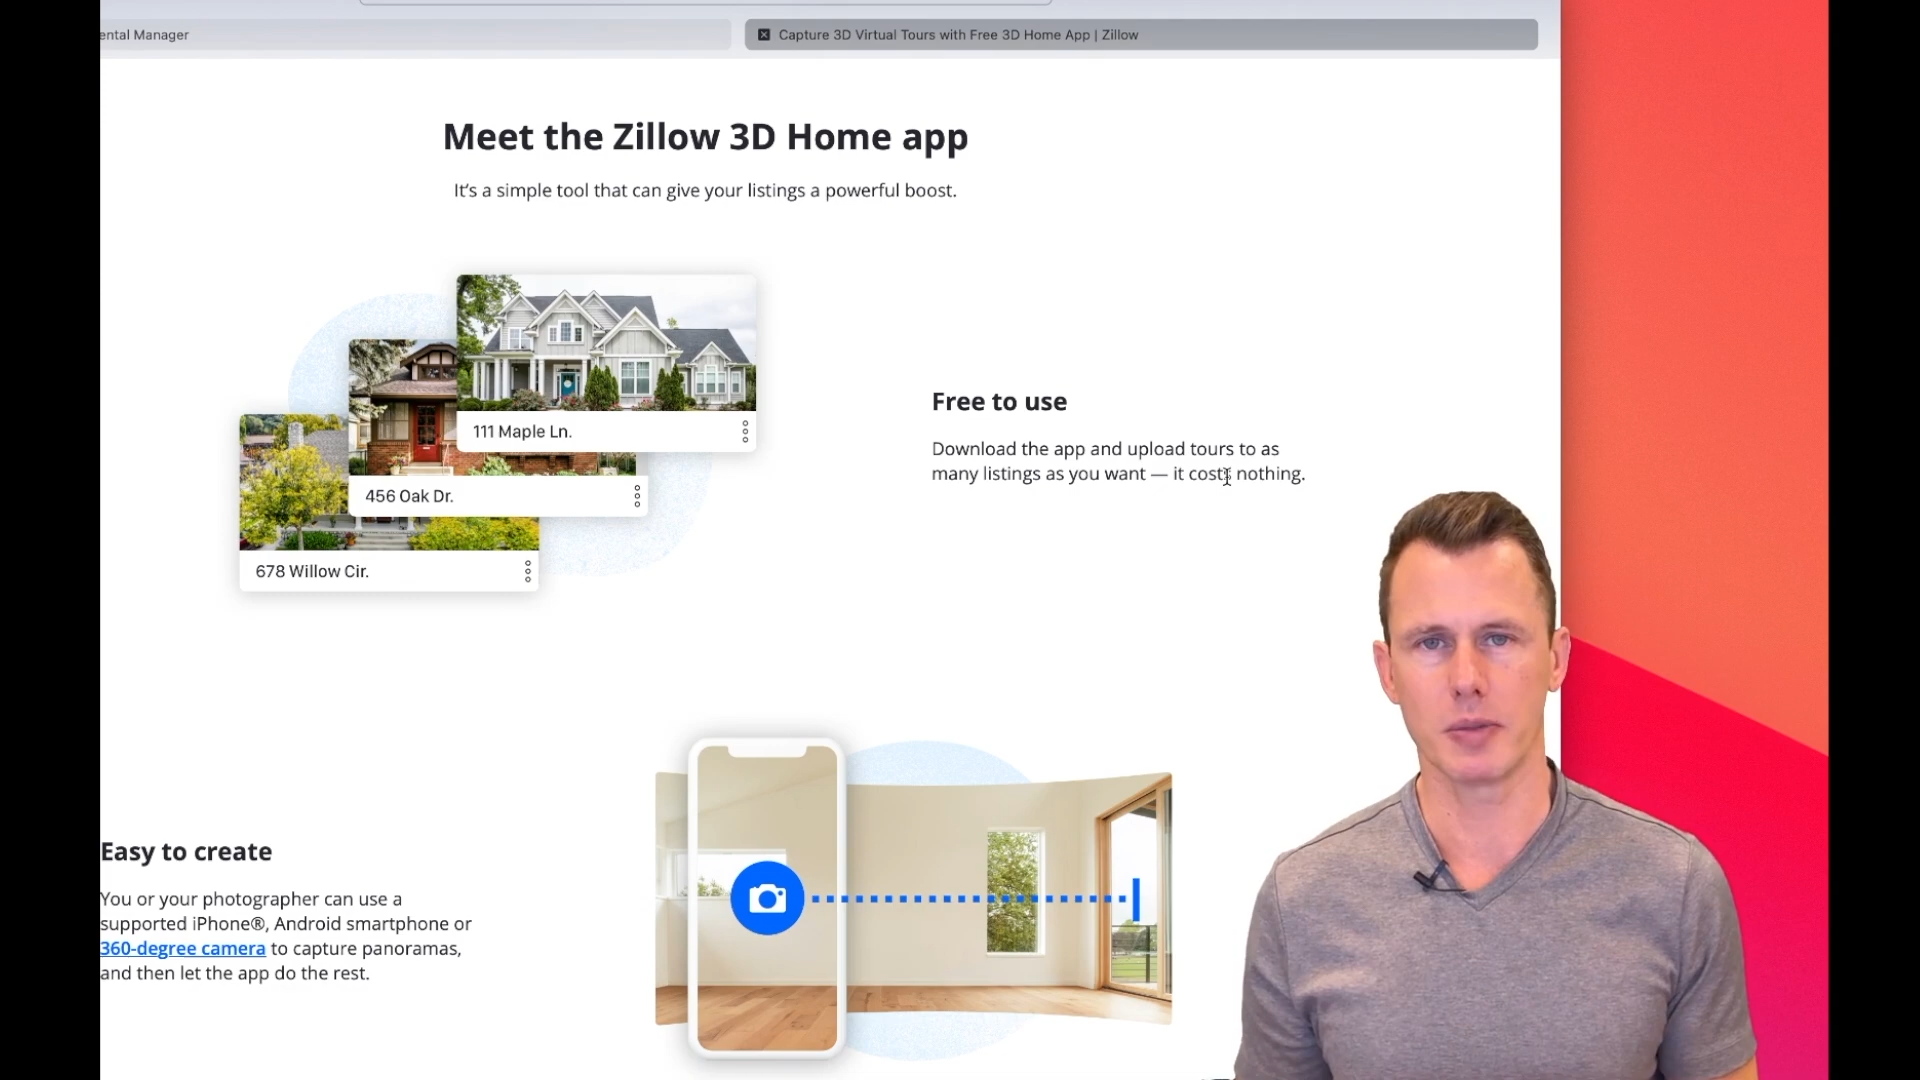 ental Manager
Capture 3D Virtual Tours with Free 3D Home App | Zillow
Meet the Zillow 3D Home app
It's a simple tool that can give your listings a powerful boost.
111 Maple Ln.
456 Oak Dr.
678 Willow Cir.
Free to use
Download the app and upload tours to as
many listings as you want — it costs nothing.
Easy to create
You or your photographer can use a
supported iPhone®, Android smartphone or
360-degree camera to capture panoramas,
and then let the app do the rest.